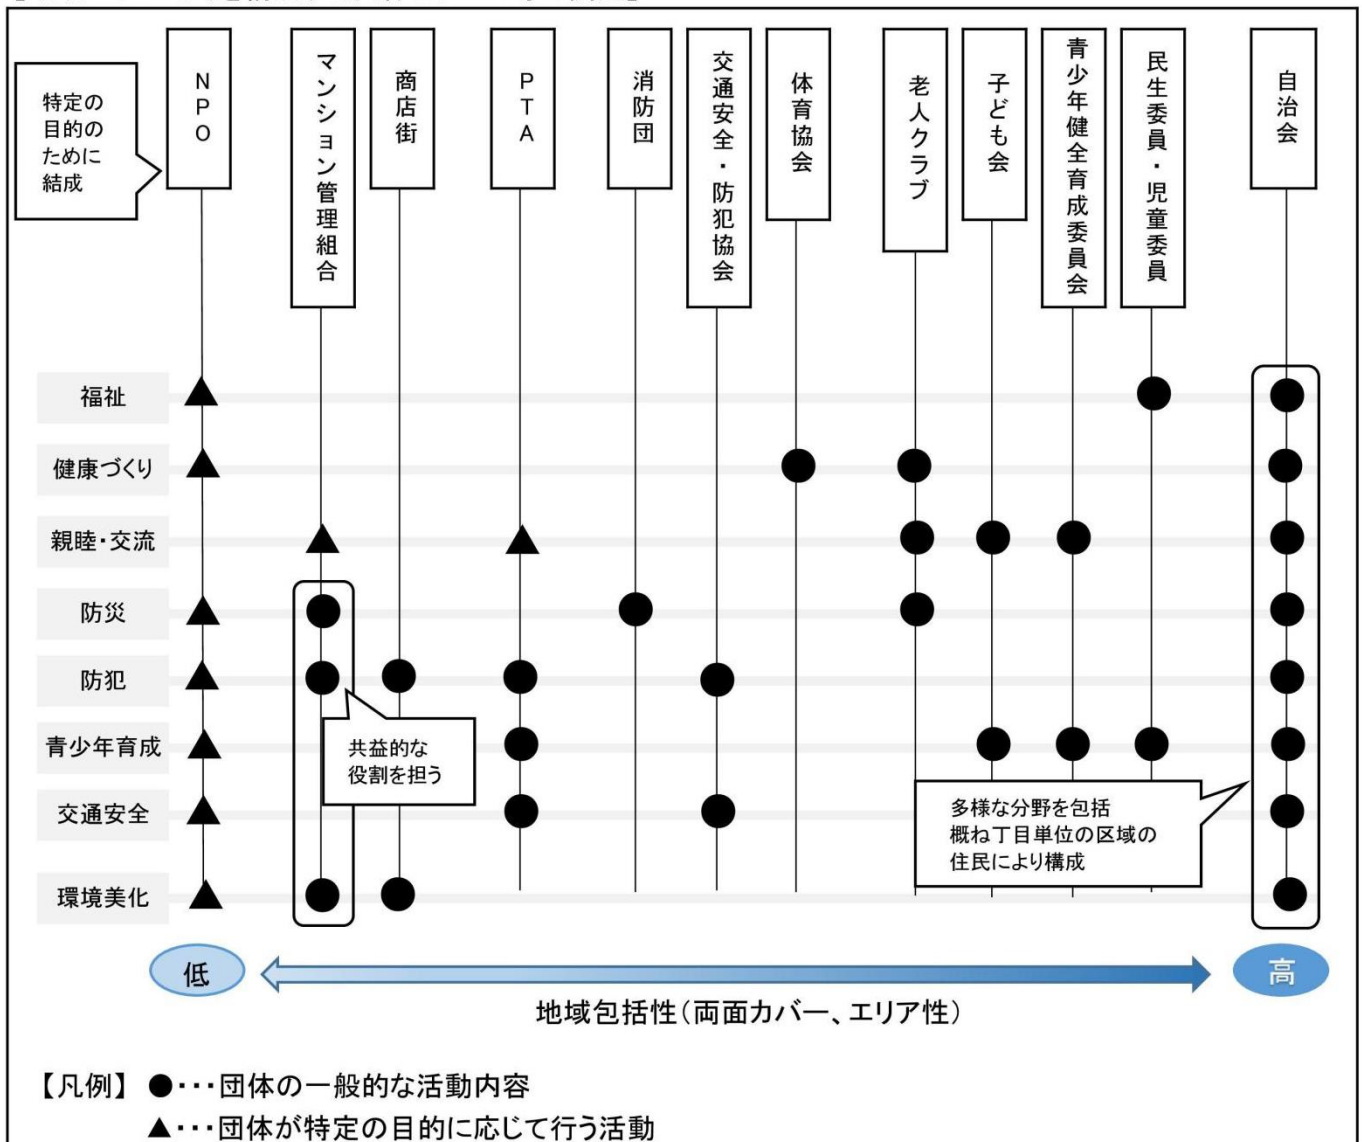 NPO
マンション管理組合
商店街
PTA
消防団
交通安全・防犯協会
体育協会
老人クラブ
子ども会
青少年健全育成委員会
民生委員・児童委員
自治会
特定の
目的の
ために
結成
福祉
健康づくり
親睦・交流
防災
防犯
青少年育成
交通安全
環境美化
共益的な
役割を担う
多様な分野を包括
概ね丁目単位の区域の
住民により構成
低
高
地域包括性(両面カバー、エリア性)
【凡例】 ●・・・団体の一般的な活動内容
▲・・・団体が特定の目的に応じて行う活動